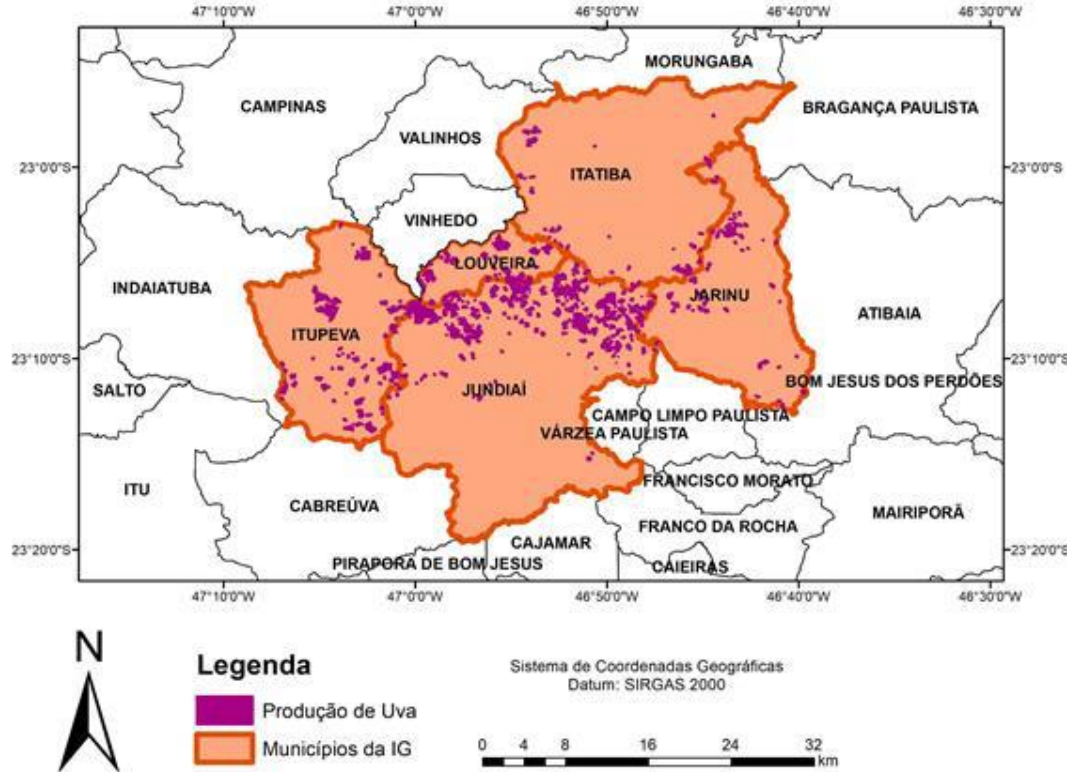 47°10'0"W 47°0'0"W 46°50'0"W 46°40'0"W 46°30'0"W
MORUNGABA
CAMPINAS
BRAGANÇA PAULISTA
VALINHOS
23°0'0"S 23°0'0"S
ITATIBA
VINHEDO
LOUVEIRA
INDAIATUBA
JARINU
ATIBAIA
ITUPEVA
23°10'0"S 23°10'0"S
BOM JESUS DOS PERDÕES
SALTO
JUNDIAÍ
CAMPO LIMPO PAULISTA
VÁRZEA PAULISTA
ITU
FRANCISCO MORATO
CABREÚVA
MAIRIPORÃ
FRANCO DA ROCHA
CAJAMAR
23°20'0"S 23°20'0"S
PIRAPORA DE BOM JESUS
CAIEIRAS
47°10'0"W 47°0'0"W 46°50'0"W 46°40'0"W 46°30'0"W
N
Legenda
Produção de Uva
Municípios da IG
Sistema de Coordenadas Geográficas
Datum: SIRGAS 2000
0 2 4 8 16 24 32
km